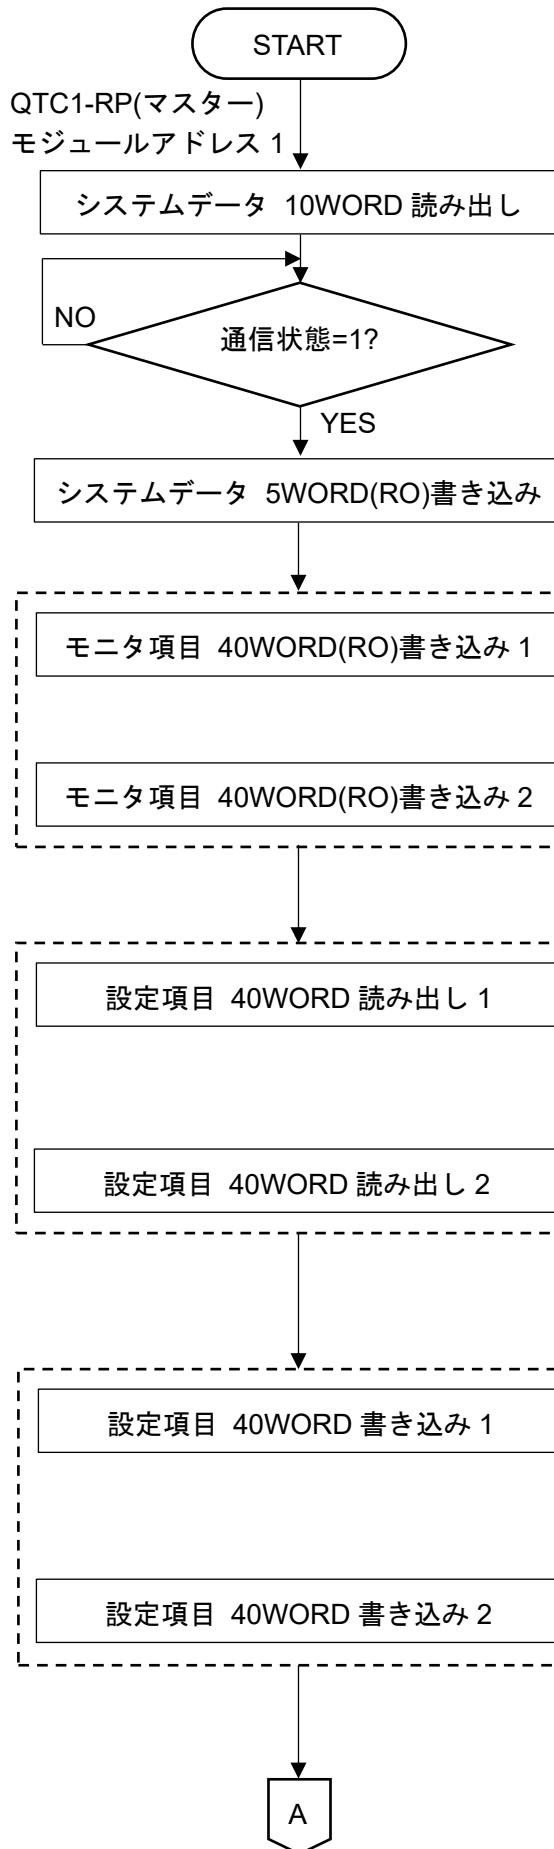 START
QTC1-RP(マスター)
モジュールアドレス 1
システムデータ 10WORD 読み出し
NO
通信状態=1?
YES
システムデータ 5WORD(RO)書き込み
モニタ項目 40WORD(RO)書き込み 1
モニタ項目 40WORD(RO)書き込み 2
設定項目 40WORD 読み出し 1
設定項目 40WORD 読み出し 2
設定項目 40WORD 書き込み 1
設定項目 40WORD 書き込み 2
A